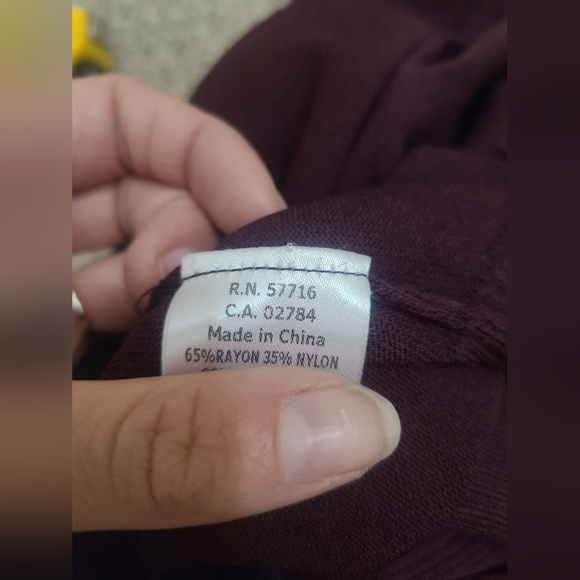 R.N. 57716
C.A. 02784
Made in China
65%RAYON 35% NYLON